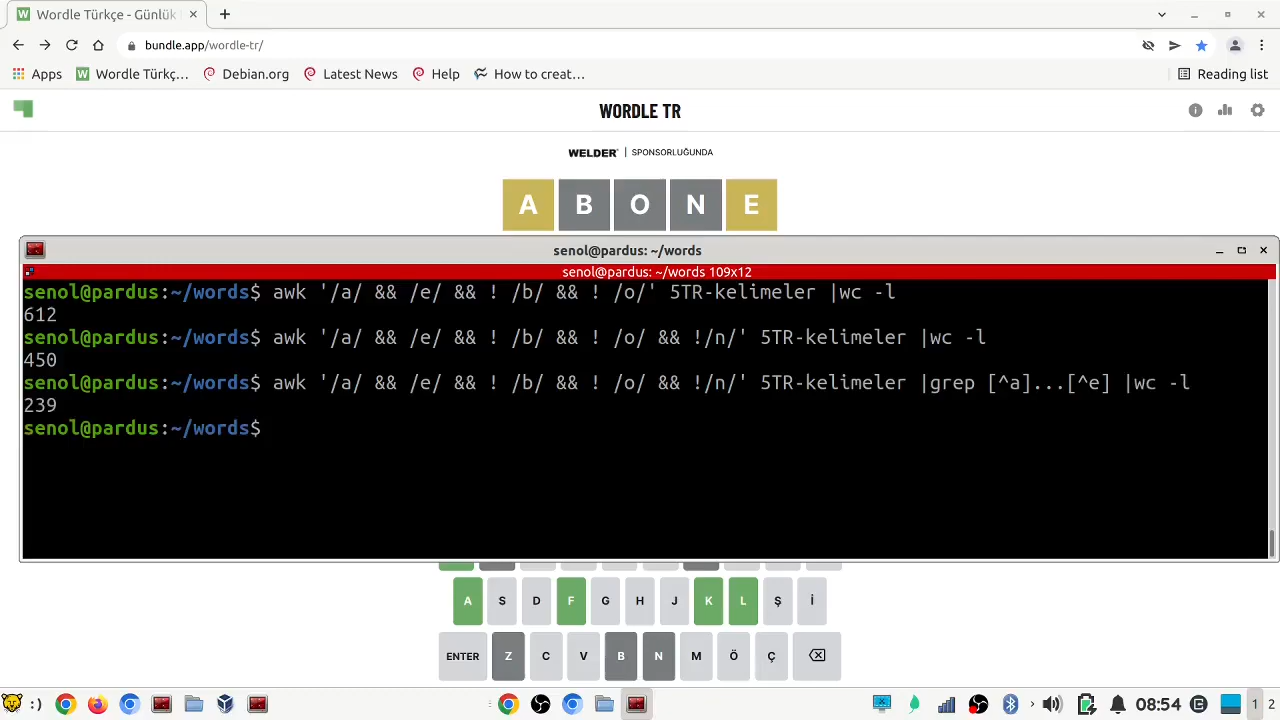 Wordle Türkçe - Günlük
bundle.app/wordle-tr/
Apps Wordle Türkç... Debian.org Latest News Help How to creat... Reading list
WORDLE TR
WELDER | SPONSORLUĞUNDA
A B O N E
senol@pardus: ~/words
senol@pardus: ~/words 109x12
senol@pardus:~/words$ awk '/a/ && /e/ && ! /b/ && ! /o/' 5TR-kelimeler |wc -l
612
senol@pardus:~/words$ awk '/a/ && /e/ && ! /b/ && ! /o/ && !/n/' 5TR-kelimeler |wc -l
450
senol@pardus:~/words$ awk '/a/ && /e/ && ! /b/ && ! /o/ && !/n/' 5TR-kelimeler |grep [^a]...[^e] |wc -l
239
senol@pardus:~/words$
A S D F G H J K L Ş İ
ENTER Z C V B N M Ö Ç
:) 08:54 1 2